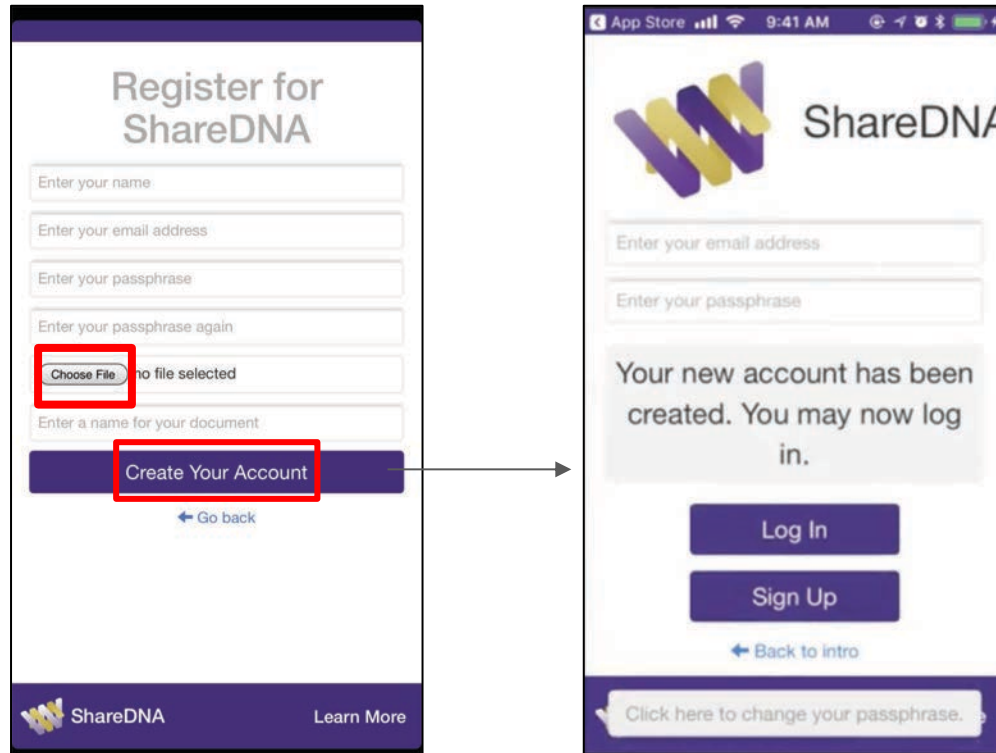 Register for
ShareDNA
Enter your name
Enter your email address
Enter your passphrase
Enter your passphrase again
Choose File no file selected
Enter a name for your document
Create Your Account
Go back
ShareDNA
Learn More
App Store 9:41 AM
ShareDNA
Enter your email address
Enter your passphrase
Your new account has been
created. You may now log
in.
Log In
Sign Up
Back to intro
Click here to change your passphrase.